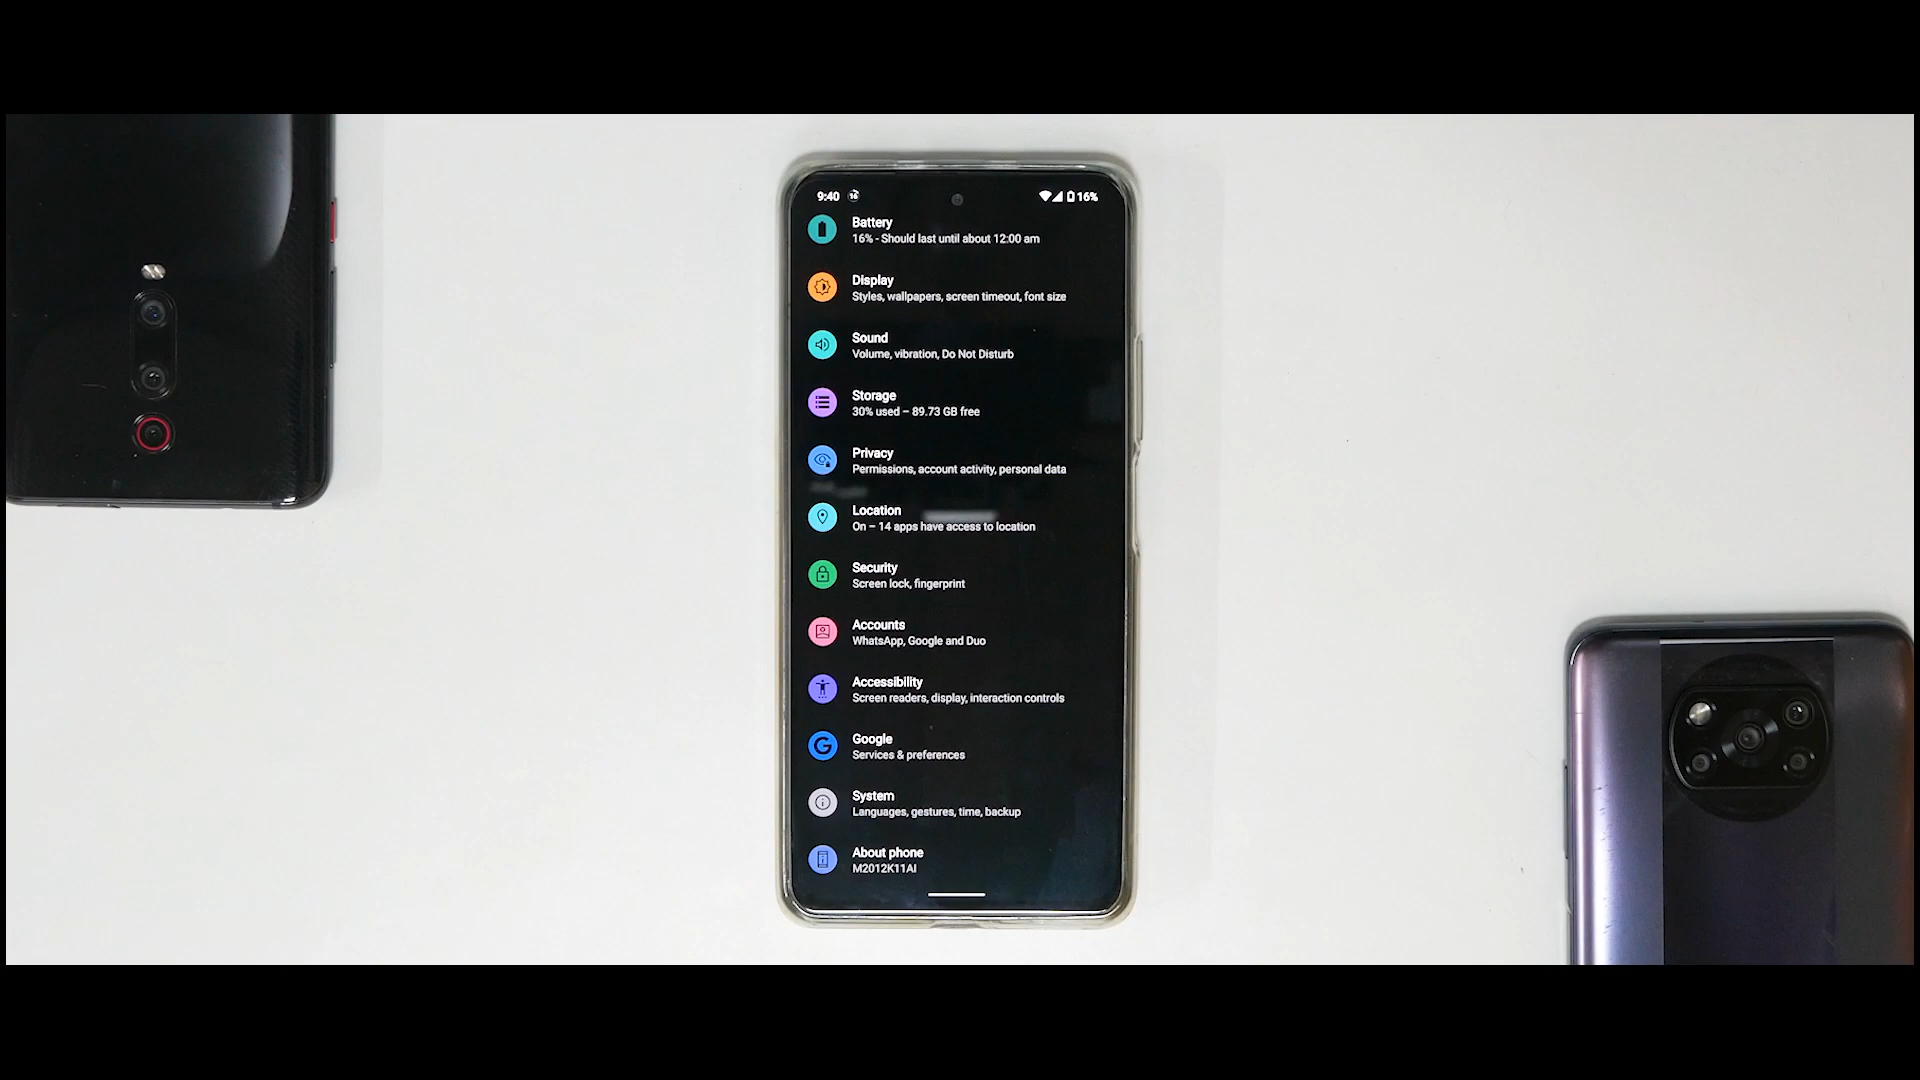 9:40 16 16%
Battery
16% - Should last until about 12:00 am
Display
Styles, wallpapers, screen timeout, font size
Sound
Volume, vibration, Do Not Disturb
Storage
30% used – 89.73 GB free
Privacy
Permissions, account activity, personal data
Location
On – 14 apps have access to location
Security
Screen lock, fingerprint
Accounts
WhatsApp, Google and Duo
Accessibility
Screen readers, display, interaction controls
Google
Services & preferences
System
Languages, gestures, time, backup
About phone
M2012K11AI